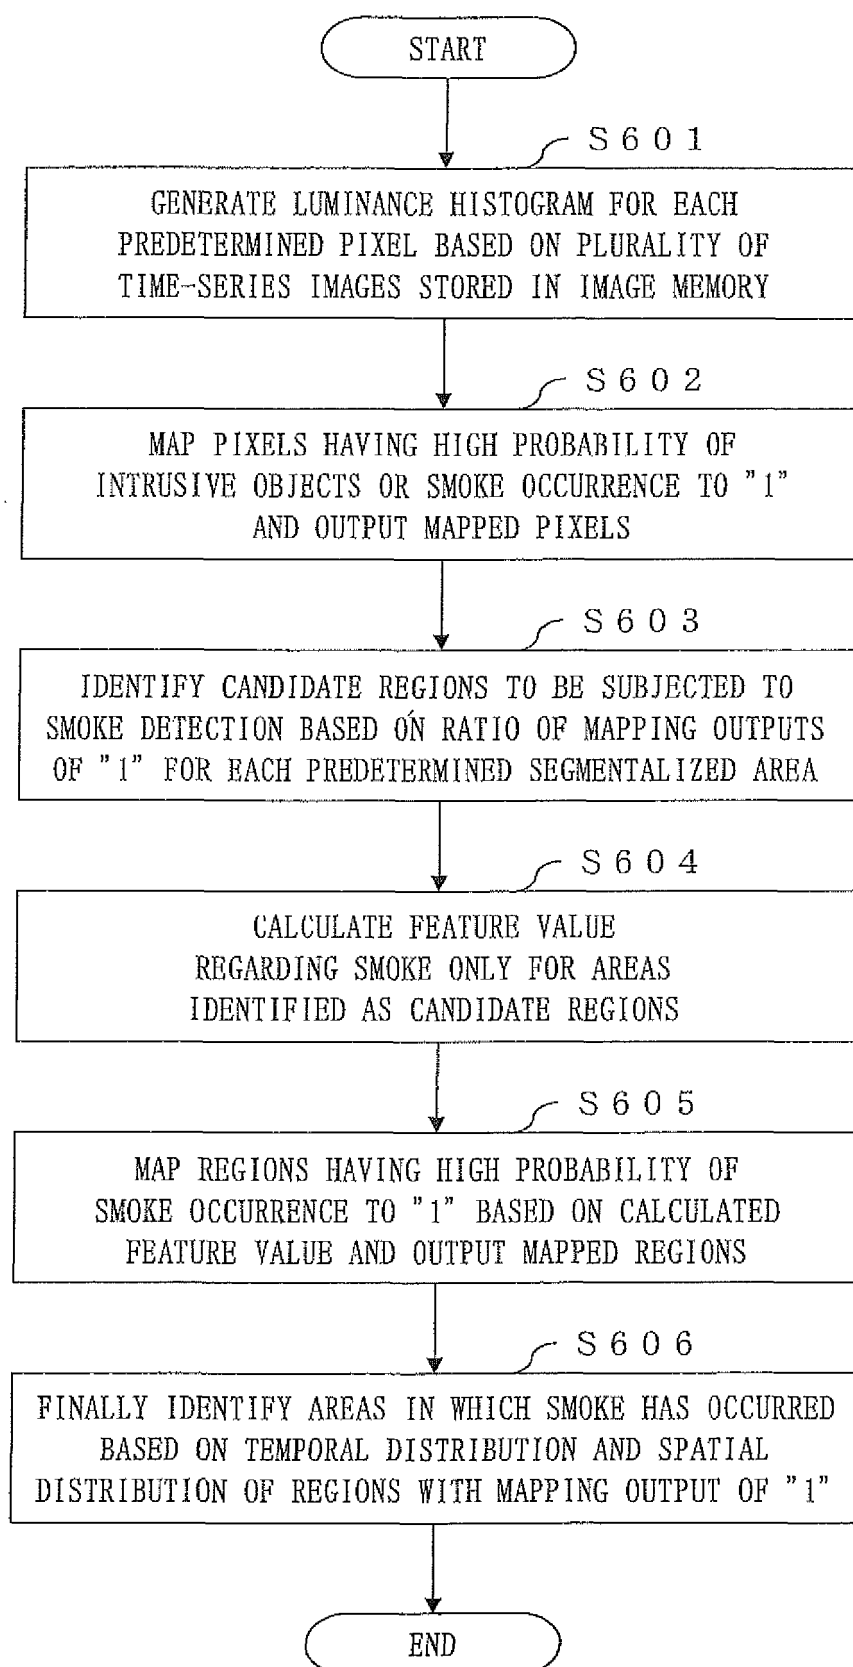 START
S601
GENERATE LUMINANCE HISTOGRAM FOR EACH
PREDETERMINED PIXEL BASED ON PLURALITY OF
TIME-SERIES IMAGES STORED IN IMAGE MEMORY
S602
MAP PIXELS HAVING HIGH PROBABILITY OF
INTRUSIVE OBJECTS OR SMOKE OCCURRENCE TO "1"
AND OUTPUT MAPPED PIXELS
S603
IDENTIFY CANDIDATE REGIONS TO BE SUBJECTED TO
SMOKE DETECTION BASED ON RATIO OF MAPPING OUTPUTS
OF "1" FOR EACH PREDETERMINED SEGMENTALIZED AREA
S604
CALCULATE FEATURE VALUE
REGARDING SMOKE ONLY FOR AREAS
IDENTIFIED AS CANDIDATE REGIONS
S605
MAP REGIONS HAVING HIGH PROBABILITY OF
SMOKE OCCURRENCE TO "1" BASED ON CALCULATED
FEATURE VALUE AND OUTPUT MAPPED REGIONS
S606
FINALLY IDENTIFY AREAS IN WHICH SMOKE HAS OCCURRED
BASED ON TEMPORAL DISTRIBUTION AND SPATIAL
DISTRIBUTION OF REGIONS WITH MAPPING OUTPUT OF "1"
END